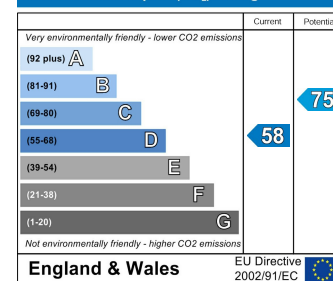 Current
Potentia
Very environmentally friendly - lower CO2 emissions
(92 plus) A
(81-91) B
(69-80) C
(55-68) D
(39-54) E
(21-38) F
(1-20) G
58
75
Not environmentally friendly - higher CO2 emissions
England & Wales
EU Directive
2002/91/EC